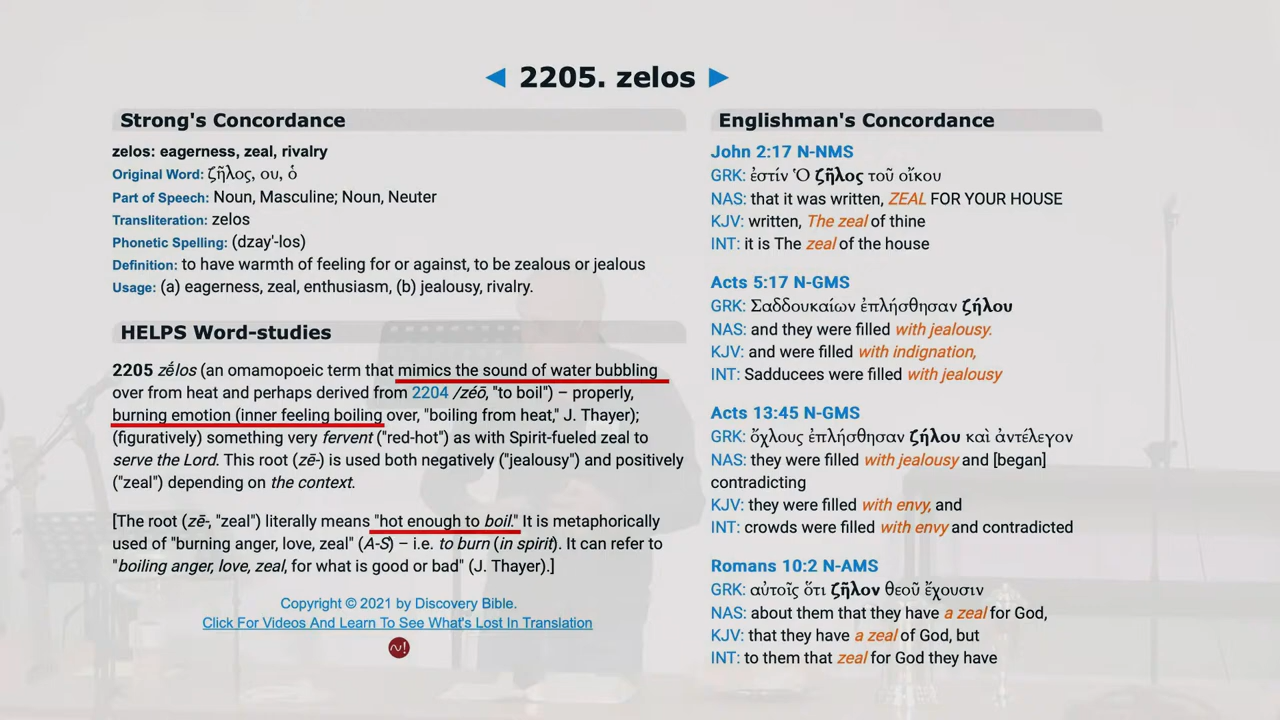 ◀ 2205. zelos ▶
Strong's Concordance
zelos: eagerness, zeal, rivalry
Original Word: ζῆλος, ου, ὁ
Part of Speech: Noun, Masculine; Noun, Neuter
Transliteration: zelos
Phonetic Spelling: (dzay'-los)
Definition: to have warmth of feeling for or against, to be zealous or jealous
Usage: (a) eagerness, zeal, enthusiasm, (b) jealousy, rivalry.
HELPS Word-studies
2205 zḗlos (an omamopoeic term that mimics the sound of water bubbling
over from heat and perhaps derived from 2204 /zéō, "to boil") – properly,
burning emotion (inner feeling boiling over, "boiling from heat," J. Thayer);
(figuratively) something very fervent ("red-hot") as with Spirit-fueled zeal to
serve the Lord. This root (zē-) is used both negatively ("jealousy") and positively
("zeal") depending on the context.
[The root (zē-, "zeal") literally means "hot enough to boil." It is metaphorically
used of "burning anger, love, zeal" (A-S) – i.e. to burn (in spirit). It can refer to
"boiling anger, love, zeal, for what is good or bad" (J. Thayer).]
Copyright © 2021 by Discovery Bible.
Click For Videos And Learn To See What's Lost In Translation
Englishman's Concordance
John 2:17 N-NMS
GRK: ἐστίν Ὁ ζῆλος τοῦ οἴκου
NAS: that it was written, ZEAL FOR YOUR HOUSE
KJV: written, The zeal of thine
INT: it is The zeal of the house
Acts 5:17 N-GMS
GRK: Σαδδουκαίων ἐπλήσθησαν ζήλου
NAS: and they were filled with jealousy.
KJV: and were filled with indignation,
INT: Sadducees were filled with jealousy
Acts 13:45 N-GMS
GRK: ὄχλους ἐπλήσθησαν ζήλου καὶ ἀντέλεγον
NAS: they were filled with jealousy and [began]
contradicting
KJV: they were filled with envy, and
INT: crowds were filled with envy and contradicted
Romans 10:2 N-AMS
GRK: αὐτοῖς ὅτι ζῆλον θεοῦ ἔχουσιν
NAS: about them that they have a zeal for God,
KJV: that they have a zeal of God, but
INT: to them that zeal for God they have